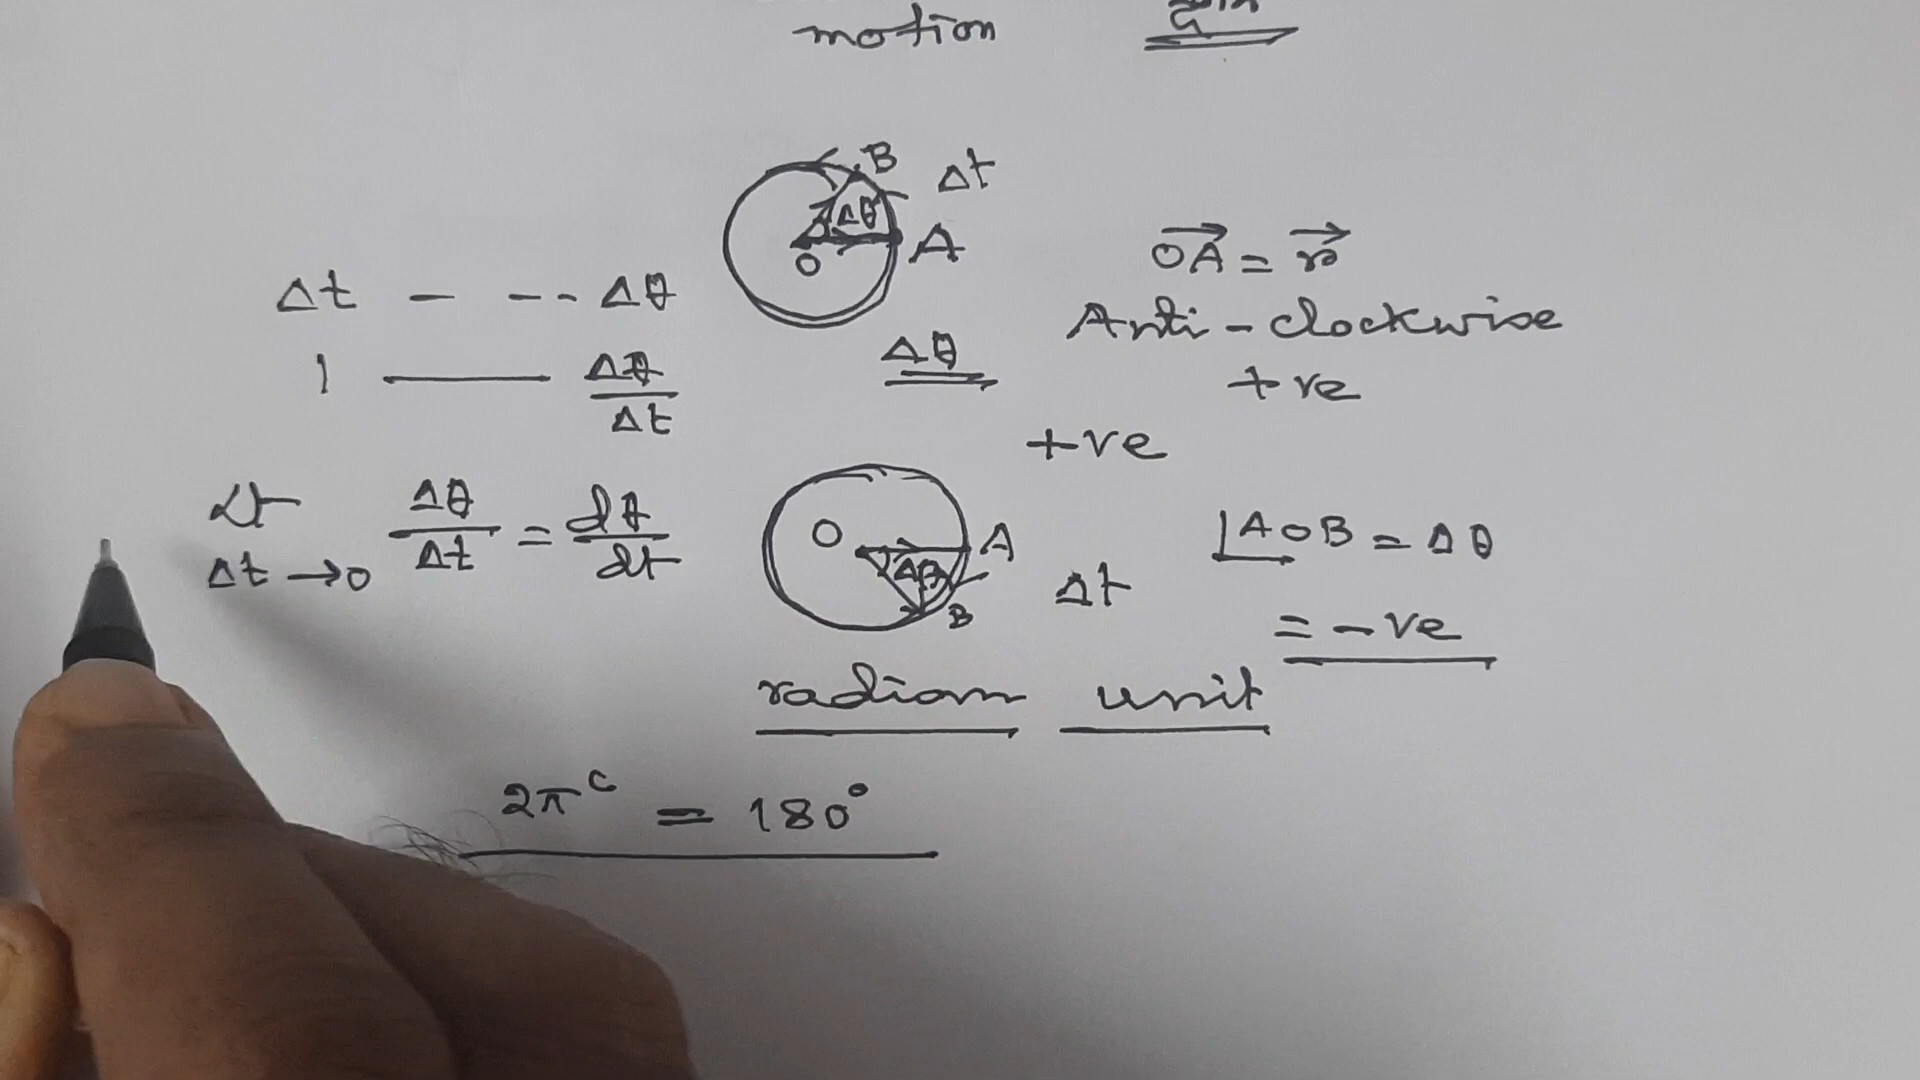 motion
B Δt
Δθ
O A
OA = r
Δt - - - - Δθ
Anti - clockwise
Δθ
1 — Δθ/Δt
+ve
+ve
Lt Δt → 0 Δθ/Δt = dθ/dt
O A
Δθ
B
Δt
∠AOB = Δθ
= - ve
radian unit
2π^c = 180°